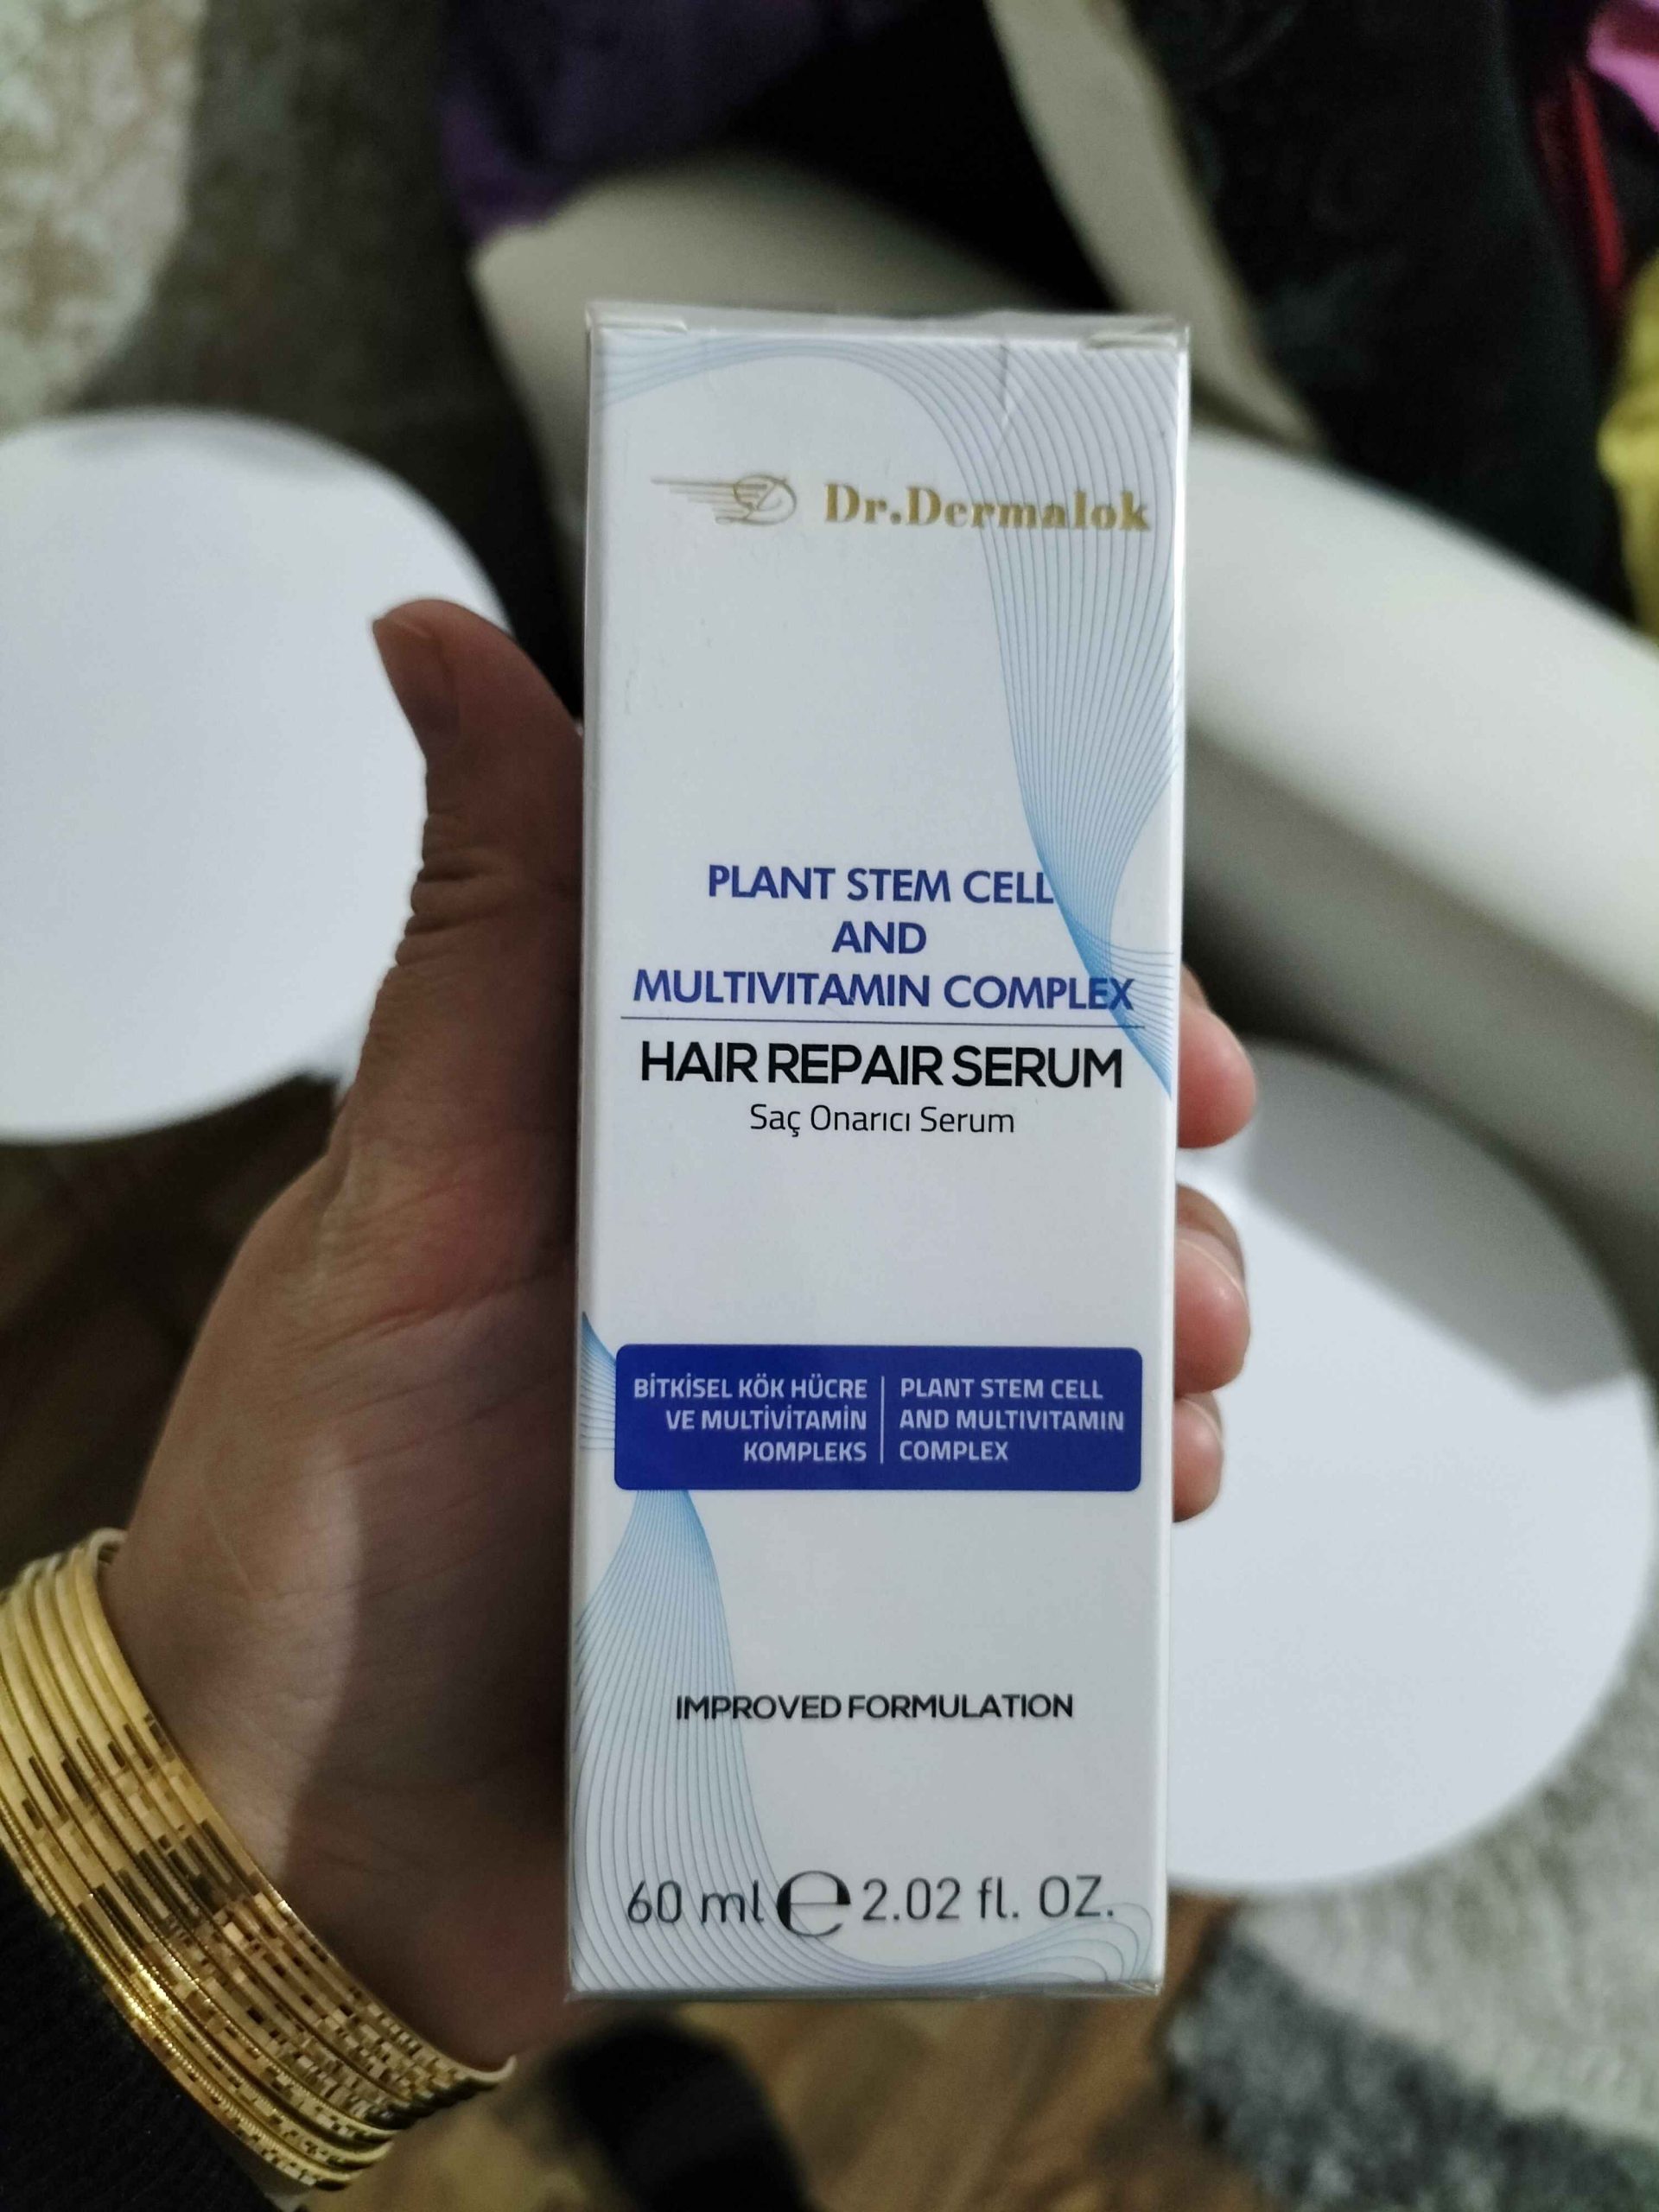 Dr.Dermalok
PLANT STEM CELL
AND
MULTIVITAMIN COMPLEX
HAIR REPAIR SERUM
Saç Onarıcı Serum
BİTKİSEL KÖK HÜCRE
VE MULTİVİTAMİN
KOMPLEKS
PLANT STEM CELL
AND MULTIVITAMIN
COMPLEX
IMPROVED FORMULATION
60 ml ℮ 2.02 fl. OZ.